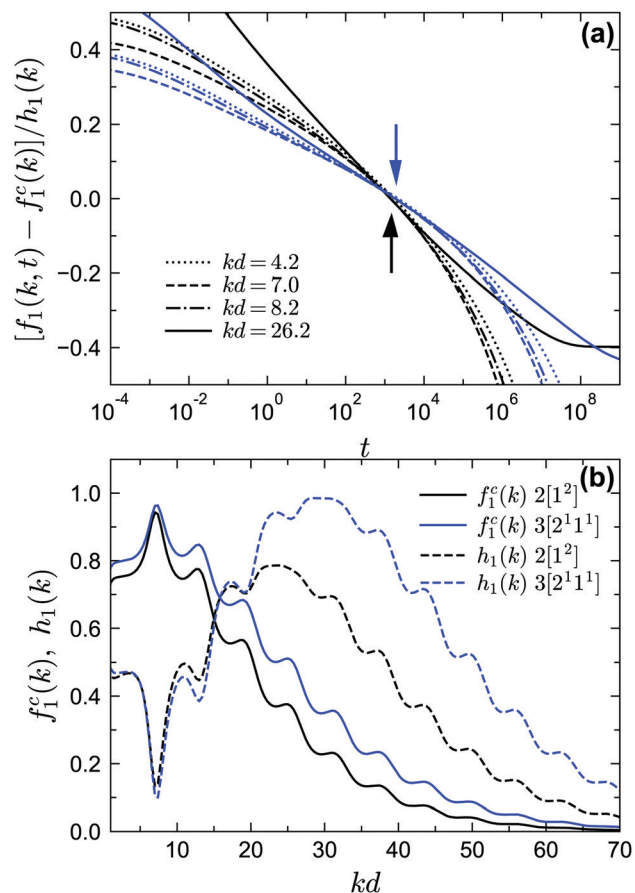 (a)
0.4
0.2
0.0
−0.2
−0.4
[f₁(k, t) − f₁ᶜ(k)]/h₁(k)
kd = 4.2
kd = 7.0
kd = 8.2
kd = 26.2
10⁻⁴ 10⁻² 10⁰ 10² 10⁴ 10⁶ 10⁸
t
(b)
1.0
0.8
0.6
0.4
0.2
0.0
f₁ᶜ(k), h₁(k)
f₁ᶜ(k) 2[1²]
f₁ᶜ(k) 3[2¹1¹]
h₁(k) 2[1²]
h₁(k) 3[2¹1¹]
10 20 30 40 50 60 70
kd